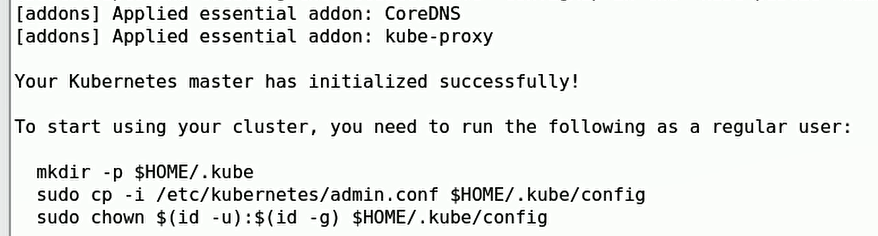 [addons] Applied essential addon: CoreDNS
[addons] Applied essential addon: kube-proxy
Your Kubernetes master has initialized successfully!
To start using your cluster, you need to run the following as a regular user:
mkdir -p $HOME/.kube
sudo cp -i /etc/kubernetes/admin.conf $HOME/.kube/config
sudo chown $(id -u):$(id -g) $HOME/.kube/config